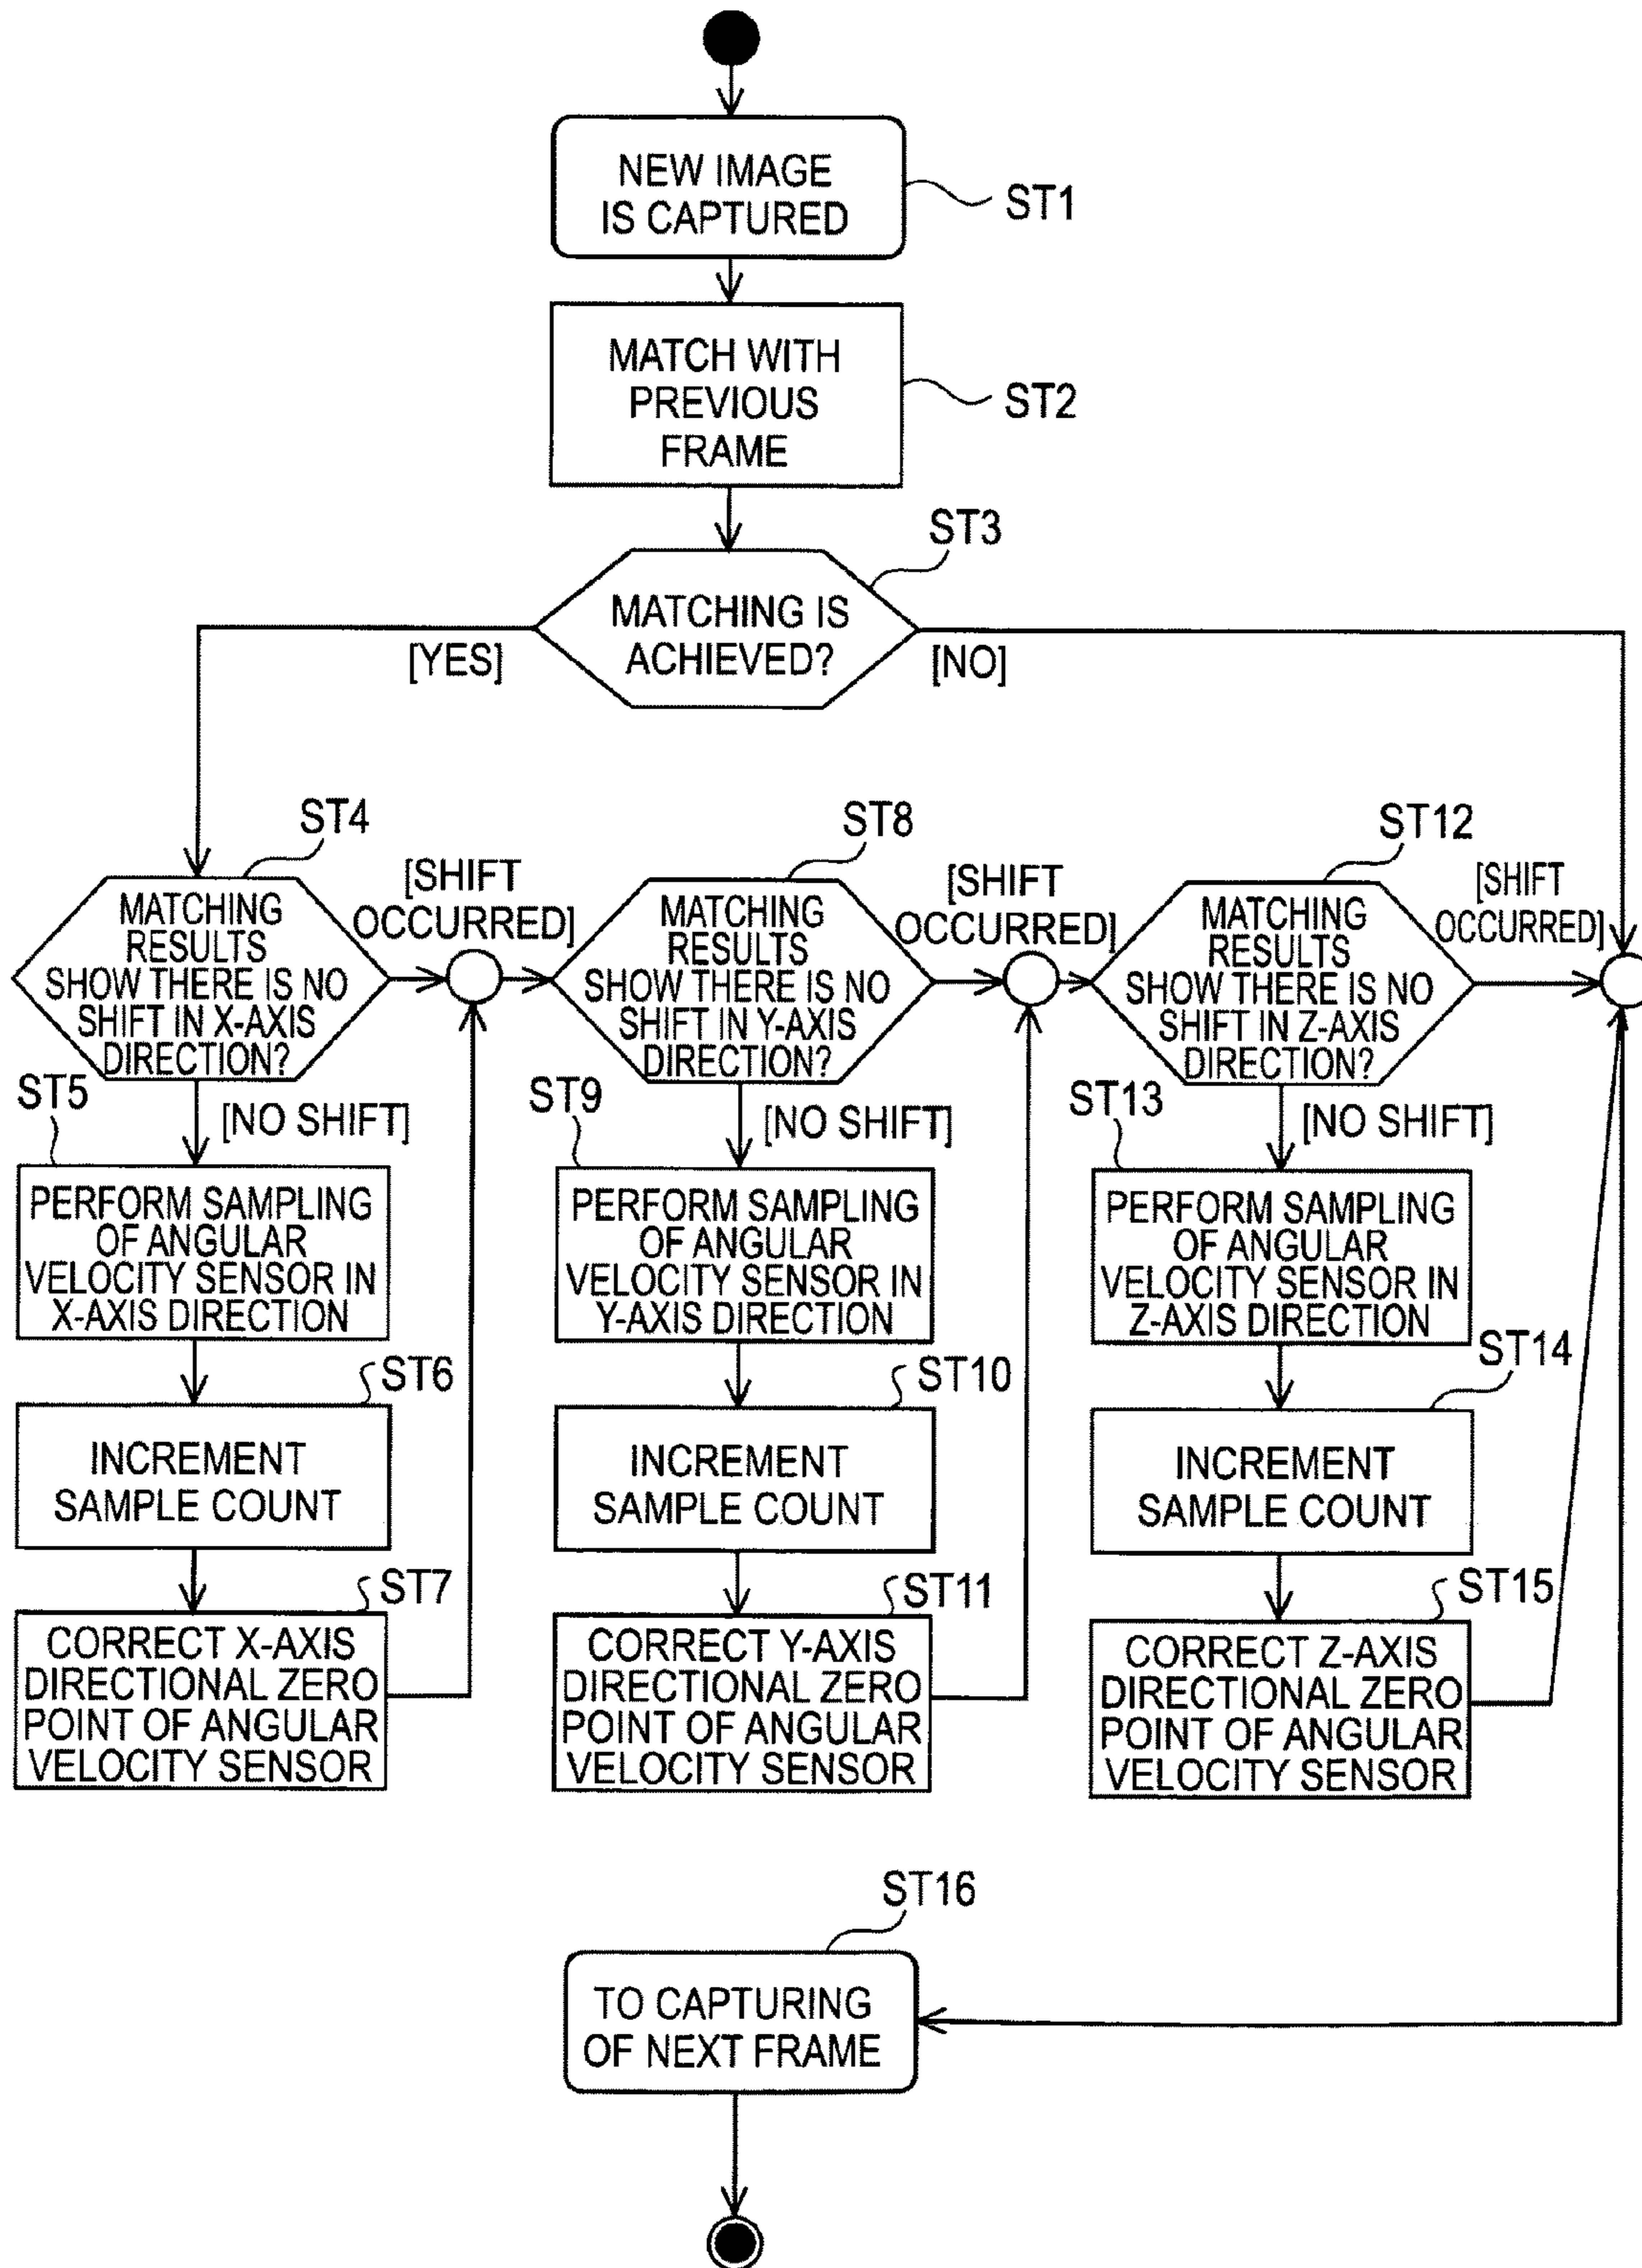 NEW IMAGE
IS CAPTURED
ST1
MATCH WITH
PREVIOUS
FRAME
ST2
ST3
MATCHING IS
ACHIEVED?
[YES]
[NO]
ST4
MATCHING
RESULTS
SHOW THERE IS NO
SHIFT IN X-AXIS
DIRECTION?
[SHIFT
OCCURRED]
ST8
MATCHING
RESULTS
SHOW THERE IS NO
SHIFT IN Y-AXIS
DIRECTION?
[SHIFT
OCCURRED]
ST12
MATCHING
RESULTS
SHOW THERE IS NO
SHIFT IN Z-AXIS
DIRECTION?
[SHIFT
OCCURRED]
ST5
[NO SHIFT]
PERFORM SAMPLING
OF ANGULAR
VELOCITY SENSOR IN
X-AXIS DIRECTION
ST6
INCREMENT
SAMPLE COUNT
ST7
CORRECT X-AXIS
DIRECTIONAL ZERO
POINT OF ANGULAR
VELOCITY SENSOR
ST9
[NO SHIFT]
PERFORM SAMPLING
OF ANGULAR
VELOCITY SENSOR IN
Y-AXIS DIRECTION
ST10
INCREMENT
SAMPLE COUNT
ST11
CORRECT Y-AXIS
DIRECTIONAL ZERO
POINT OF ANGULAR
VELOCITY SENSOR
ST13
[NO SHIFT]
PERFORM SAMPLING
OF ANGULAR
VELOCITY SENSOR IN
Z-AXIS DIRECTION
ST14
INCREMENT
SAMPLE COUNT
ST15
CORRECT Z-AXIS
DIRECTIONAL ZERO
POINT OF ANGULAR
VELOCITY SENSOR
ST16
TO CAPTURING
OF NEXT FRAME